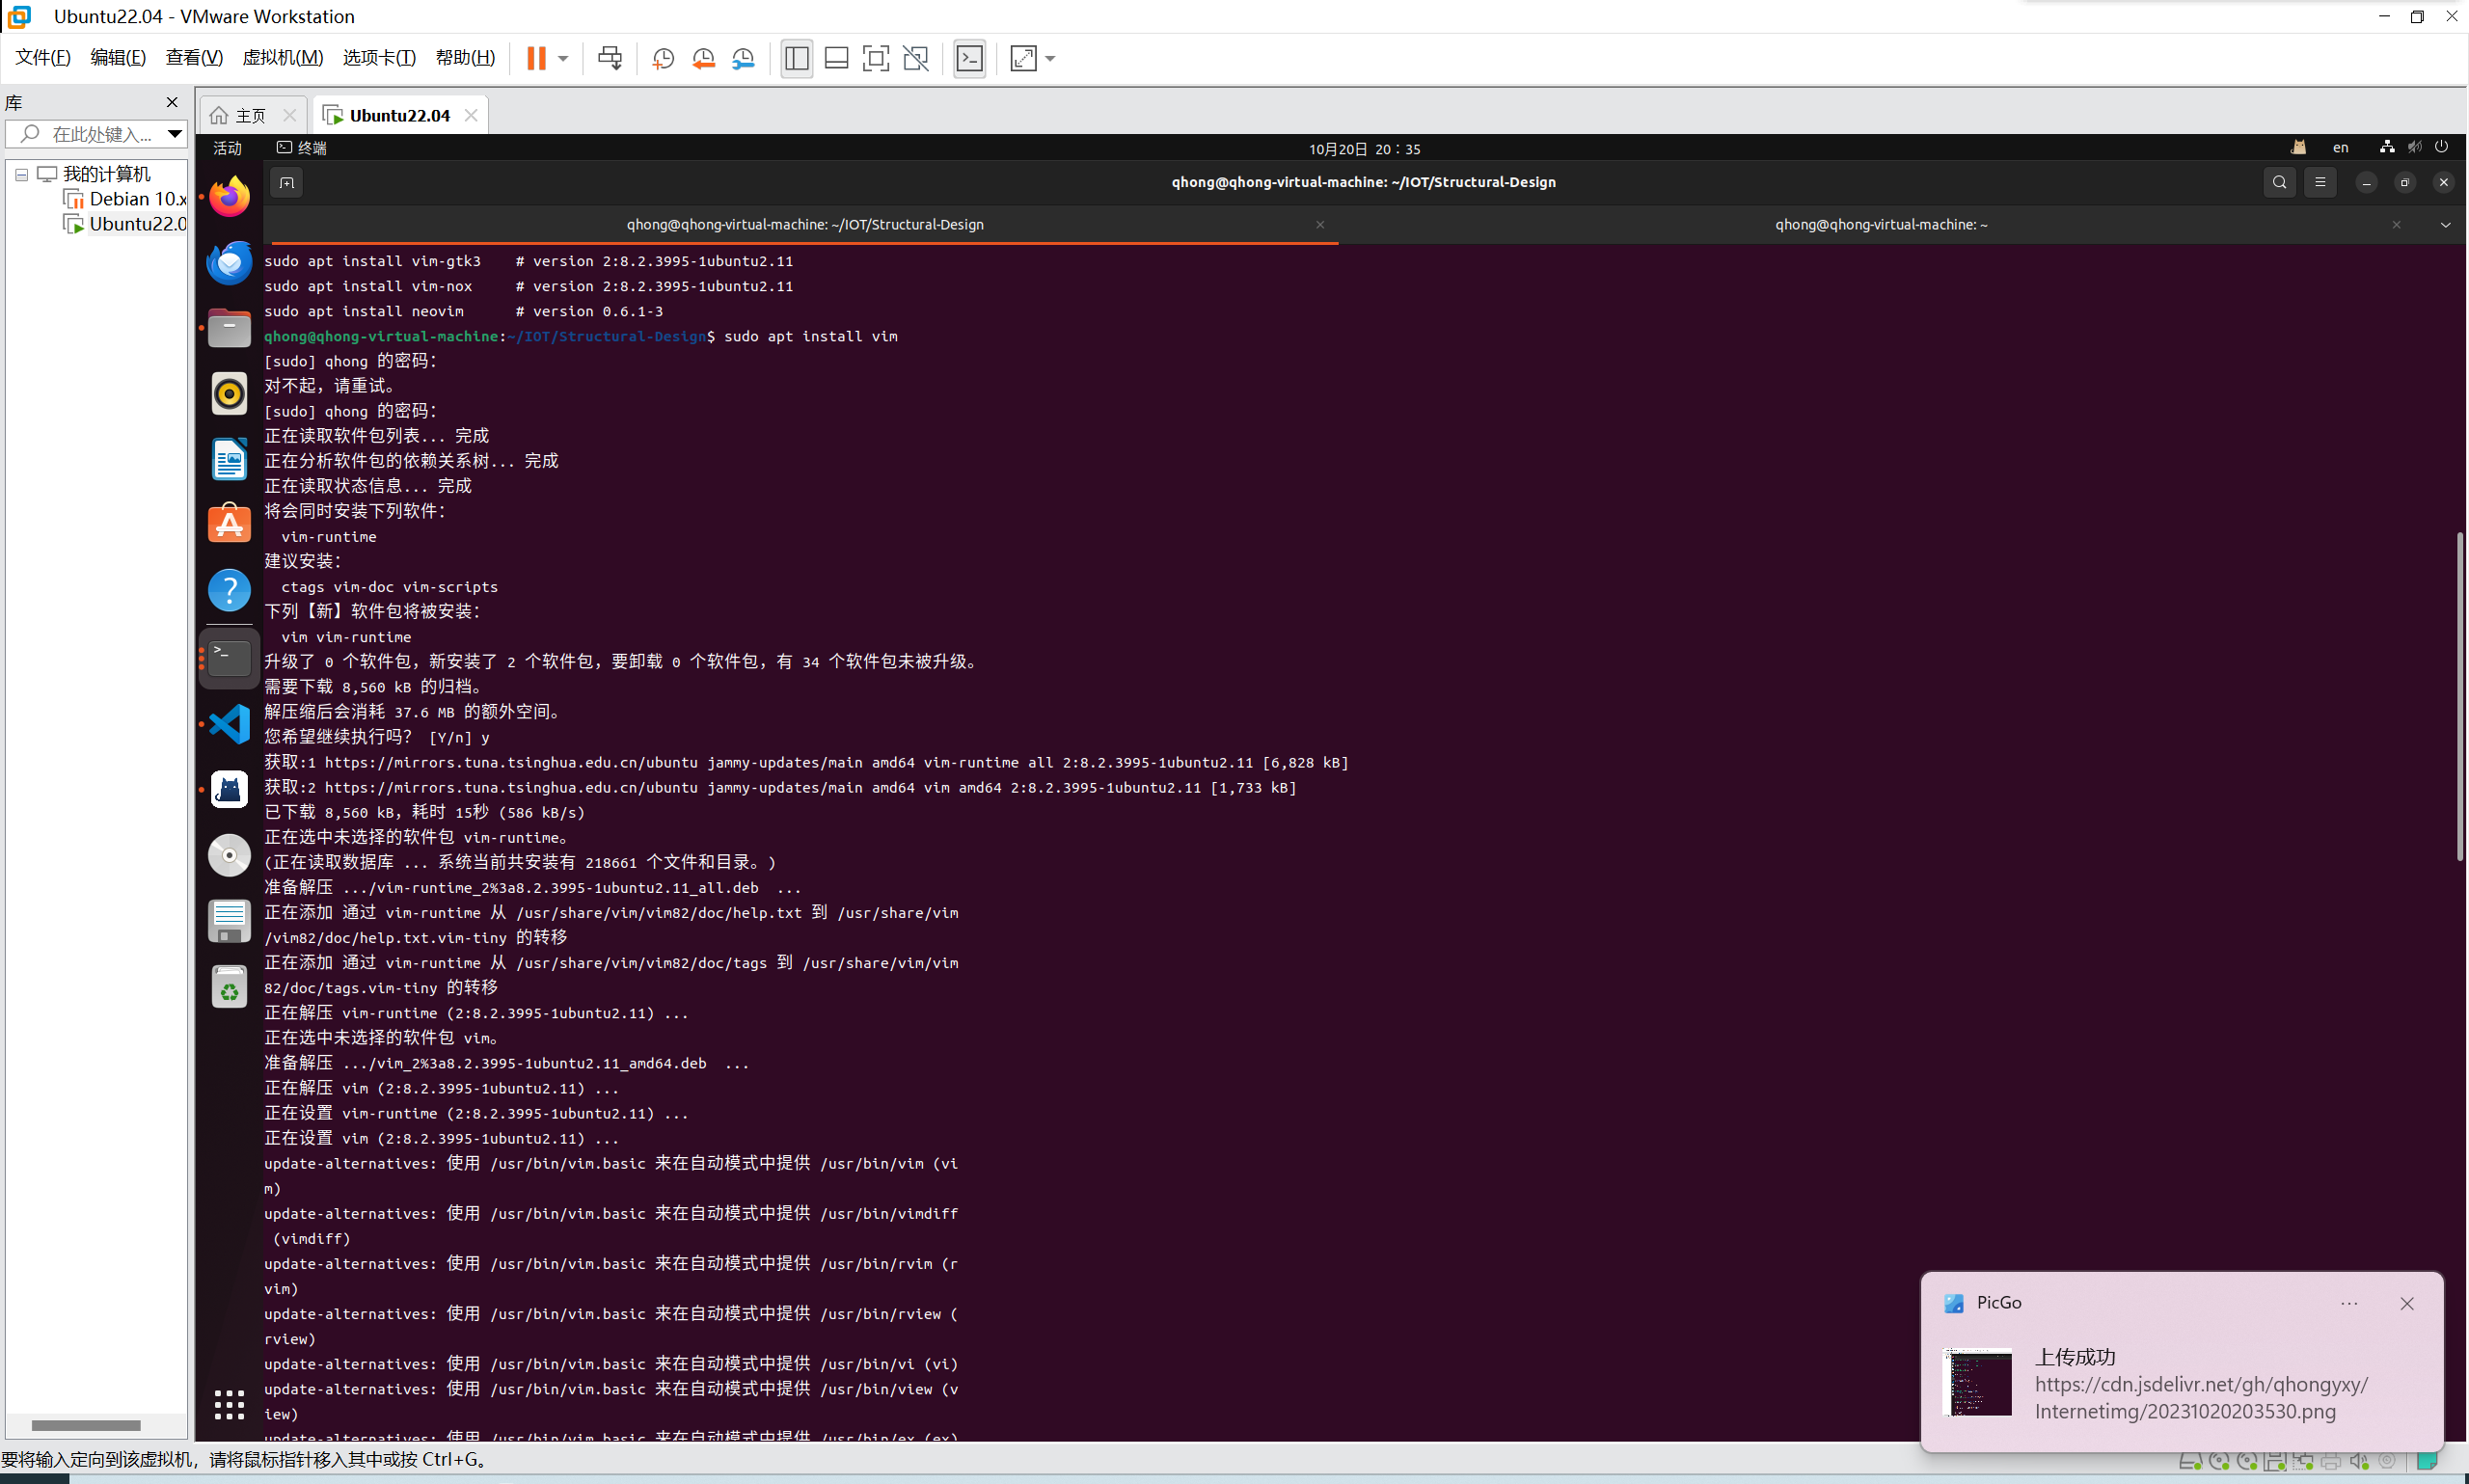 Ubuntu22.04 - VMware Workstation
文件(F) 编辑(E) 查看(V) 虚拟机(M) 选项卡(T) 帮助(H)
库
在此处键入...
我的计算机
Debian 10.x
Ubuntu22.0
主页
Ubuntu22.04
活动 终端 10月20日 20：35 en
qhong@qhong-virtual-machine: ~/IOT/Structural-Design
qhong@qhong-virtual-machine: ~/IOT/Structural-Design
qhong@qhong-virtual-machine: ~
sudo apt install vim-gtk3    # version 2:8.2.3995-1ubuntu2.11
sudo apt install vim-nox     # version 2:8.2.3995-1ubuntu2.11
sudo apt install neovim      # version 0.6.1-3
qhong@qhong-virtual-machine:~/IOT/Structural-Design$ sudo apt install vim
[sudo] qhong 的密码：
对不起，请重试。
[sudo] qhong 的密码：
正在读取软件包列表... 完成
正在分析软件包的依赖关系树... 完成
正在读取状态信息... 完成
将会同时安装下列软件：
  vim-runtime
建议安装：
  ctags vim-doc vim-scripts
下列【新】软件包将被安装：
  vim vim-runtime
升级了 0 个软件包，新安装了 2 个软件包，要卸载 0 个软件包，有 34 个软件包未被升级。
需要下载 8,560 kB 的归档。
解压缩后会消耗 37.6 MB 的额外空间。
您希望继续执行吗？ [Y/n] y
获取:1 https://mirrors.tuna.tsinghua.edu.cn/ubuntu jammy-updates/main amd64 vim-runtime all 2:8.2.3995-1ubuntu2.11 [6,828 kB]
获取:2 https://mirrors.tuna.tsinghua.edu.cn/ubuntu jammy-updates/main amd64 vim amd64 2:8.2.3995-1ubuntu2.11 [1,733 kB]
已下载 8,560 kB，耗时 15秒 (586 kB/s)
正在选中未选择的软件包 vim-runtime。
(正在读取数据库 ... 系统当前共安装有 218661 个文件和目录。)
准备解压 .../vim-runtime_2%3a8.2.3995-1ubuntu2.11_all.deb  ...
正在添加 通过 vim-runtime 从 /usr/share/vim/vim82/doc/help.txt 到 /usr/share/vim
/vim82/doc/help.txt.vim-tiny 的转移
正在添加 通过 vim-runtime 从 /usr/share/vim/vim82/doc/tags 到 /usr/share/vim/vim
82/doc/tags.vim-tiny 的转移
正在解压 vim-runtime (2:8.2.3995-1ubuntu2.11) ...
正在选中未选择的软件包 vim。
准备解压 .../vim_2%3a8.2.3995-1ubuntu2.11_amd64.deb  ...
正在解压 vim (2:8.2.3995-1ubuntu2.11) ...
正在设置 vim-runtime (2:8.2.3995-1ubuntu2.11) ...
正在设置 vim (2:8.2.3995-1ubuntu2.11) ...
update-alternatives: 使用 /usr/bin/vim.basic 来在自动模式中提供 /usr/bin/vim (vi
m)
update-alternatives: 使用 /usr/bin/vim.basic 来在自动模式中提供 /usr/bin/vimdiff
 (vimdiff)
update-alternatives: 使用 /usr/bin/vim.basic 来在自动模式中提供 /usr/bin/rvim (r
vim)
update-alternatives: 使用 /usr/bin/vim.basic 来在自动模式中提供 /usr/bin/rview (
rview)
update-alternatives: 使用 /usr/bin/vim.basic 来在自动模式中提供 /usr/bin/vi (vi)
update-alternatives: 使用 /usr/bin/vim.basic 来在自动模式中提供 /usr/bin/view (v
iew)
update-alternatives: 使用 /usr/bin/vim.basic 来在自动模式中提供 /usr/bin/ex (ex)
PicGo
上传成功
https://cdn.jsdelivr.net/gh/qhongyxy/
Internetimg/20231020203530.png
要将输入定向到该虚拟机，请将鼠标指针移入其中或按 Ctrl+G。